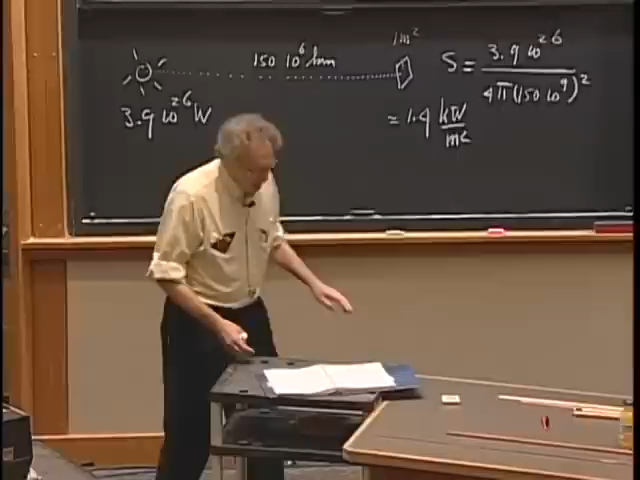 150 10⁶ km
1m²
3.9 10²⁶ W
S = 3.9 10²⁶ / 4π(150 10⁹)²
≈ 1.4 kW/m²